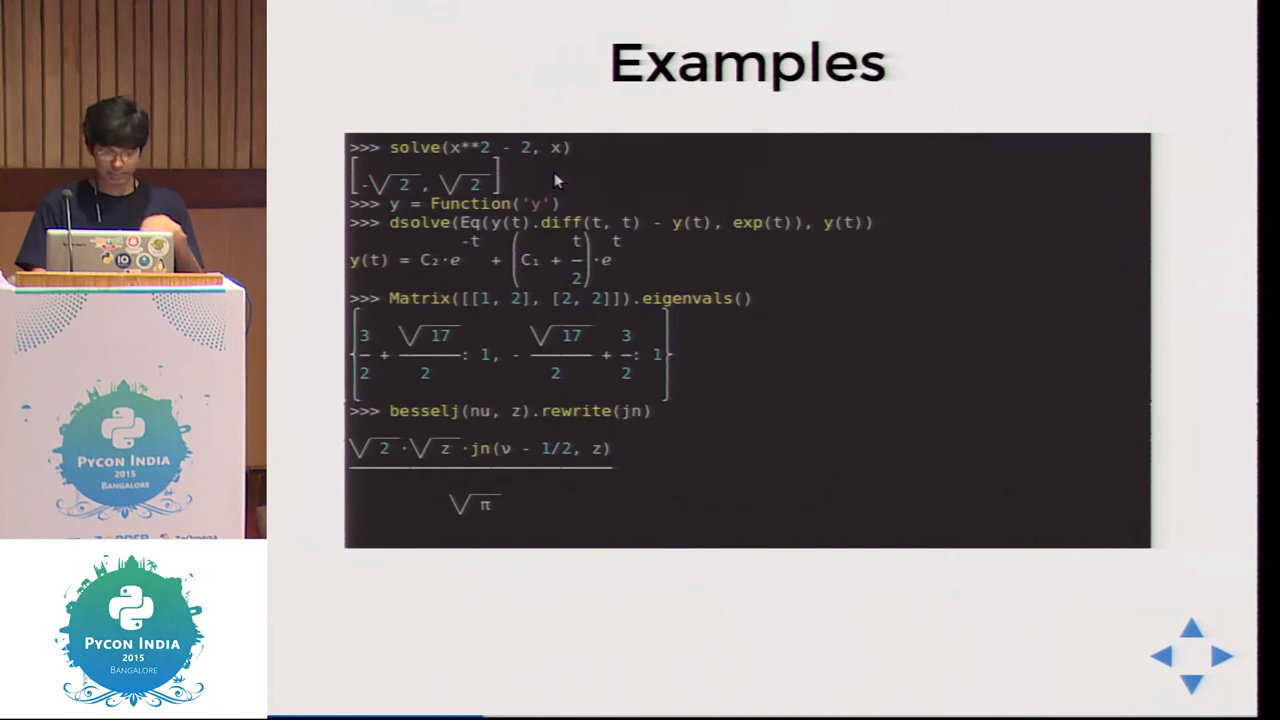 Examples
>>> solve(x**2 - 2, x)
[-√2, √2]
>>> y = Function('y')
>>> dsolve(Eq(y(t).diff(t, t) - y(t), exp(t)), y(t))
-t ⎛ t⎞ t
y(t) = C₂·e + ⎜C₁ + ─⎟·e
⎝ 2⎠
>>> Matrix([[1, 2], [2, 2]]).eigenvals()
3 √17 √17 3
{─ + ───: 1, - ─── + ─: 1}
2 2 2 2
>>> besselj(nu, z).rewrite(jn)
√2·√z·jn(ν - 1/2, z)
√π
PYCON INDIA
2015
BANGALORE
PYCON INDIA
2015
BANGALORE